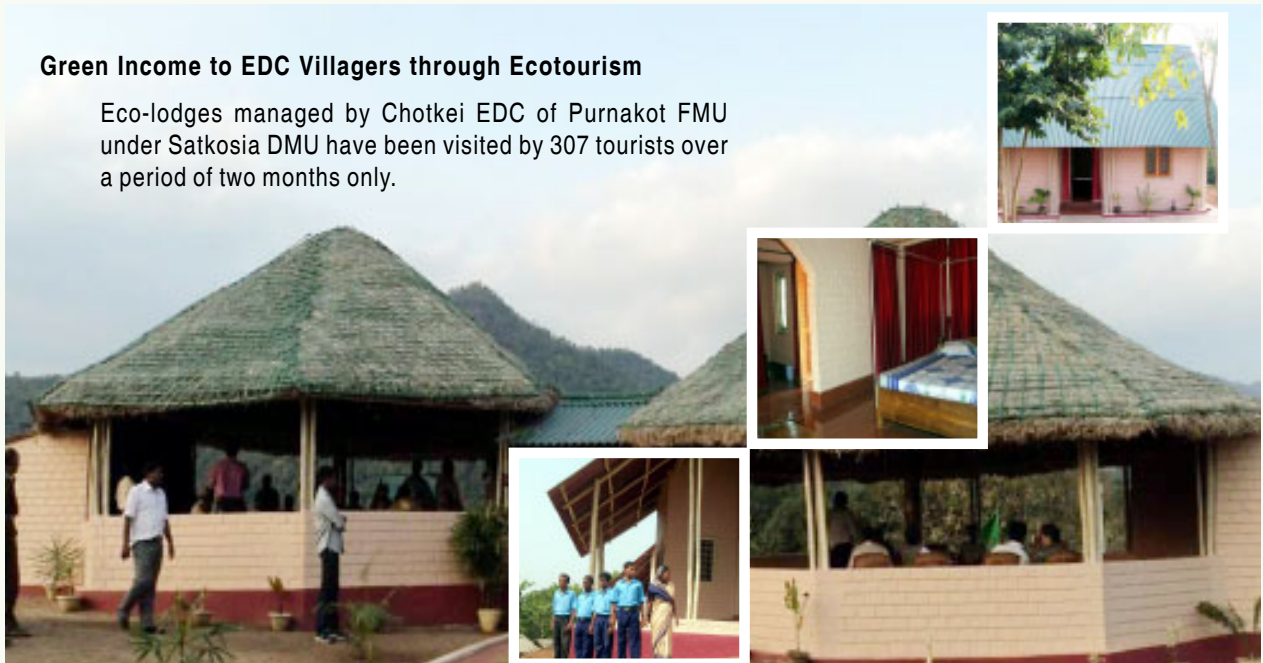 Green Income to EDC Villagers through Ecotourism
Eco-lodges managed by Chotkei EDC of Purnakot FMU
under Satkosia DMU have been visited by 307 tourists over
a period of two months only.